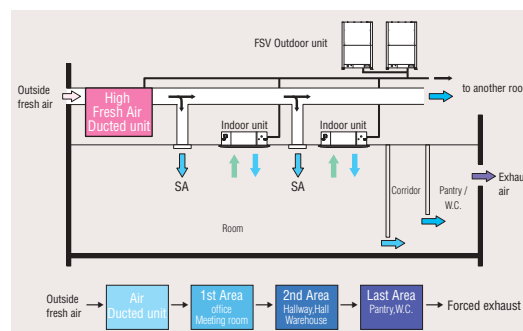 FSV Outdoor unit
Outside
fresh air
High
Fresh Air
Ducted unit
to another roo
Indoor unit
Indoor unit
SA
SA
Corridor
Pantry /
W.C.
Exhau
air
Room
Outside
fresh air
Air
Ducted unit
1st Area
office
Meeting room
2nd Area
Hallway,Hall
Warehouse
Last Area
Pantry,W.C.
Forced exhaust